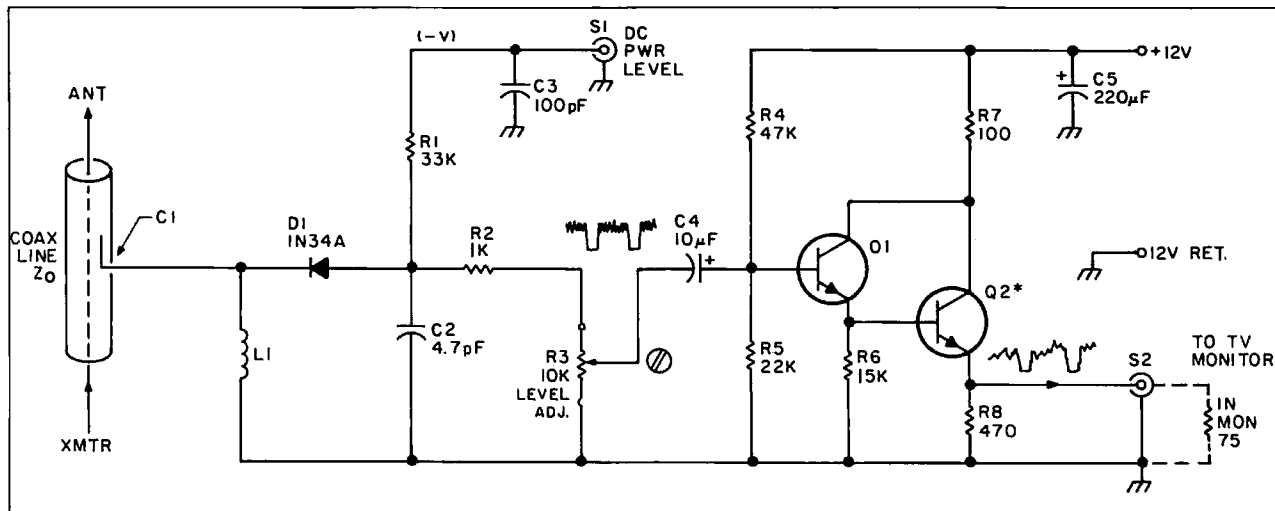 (-V)
S1
DC
PWR
LEVEL
+12V
ANT
C3
100pF
+
C5
220µF
R4
47K
R7
100
R1
33K
C1
D1
1N34A
R2
1K
C4
10µF
+
COAX
LINE
Zo
Q1
12V RET.
Q2*
C2
4.7pF
L1
R3
10K
LEVEL
ADJ.
R5
22K
R6
15K
S2
TO TV
MONITOR
R8
470
IN
MON
75
XMTR